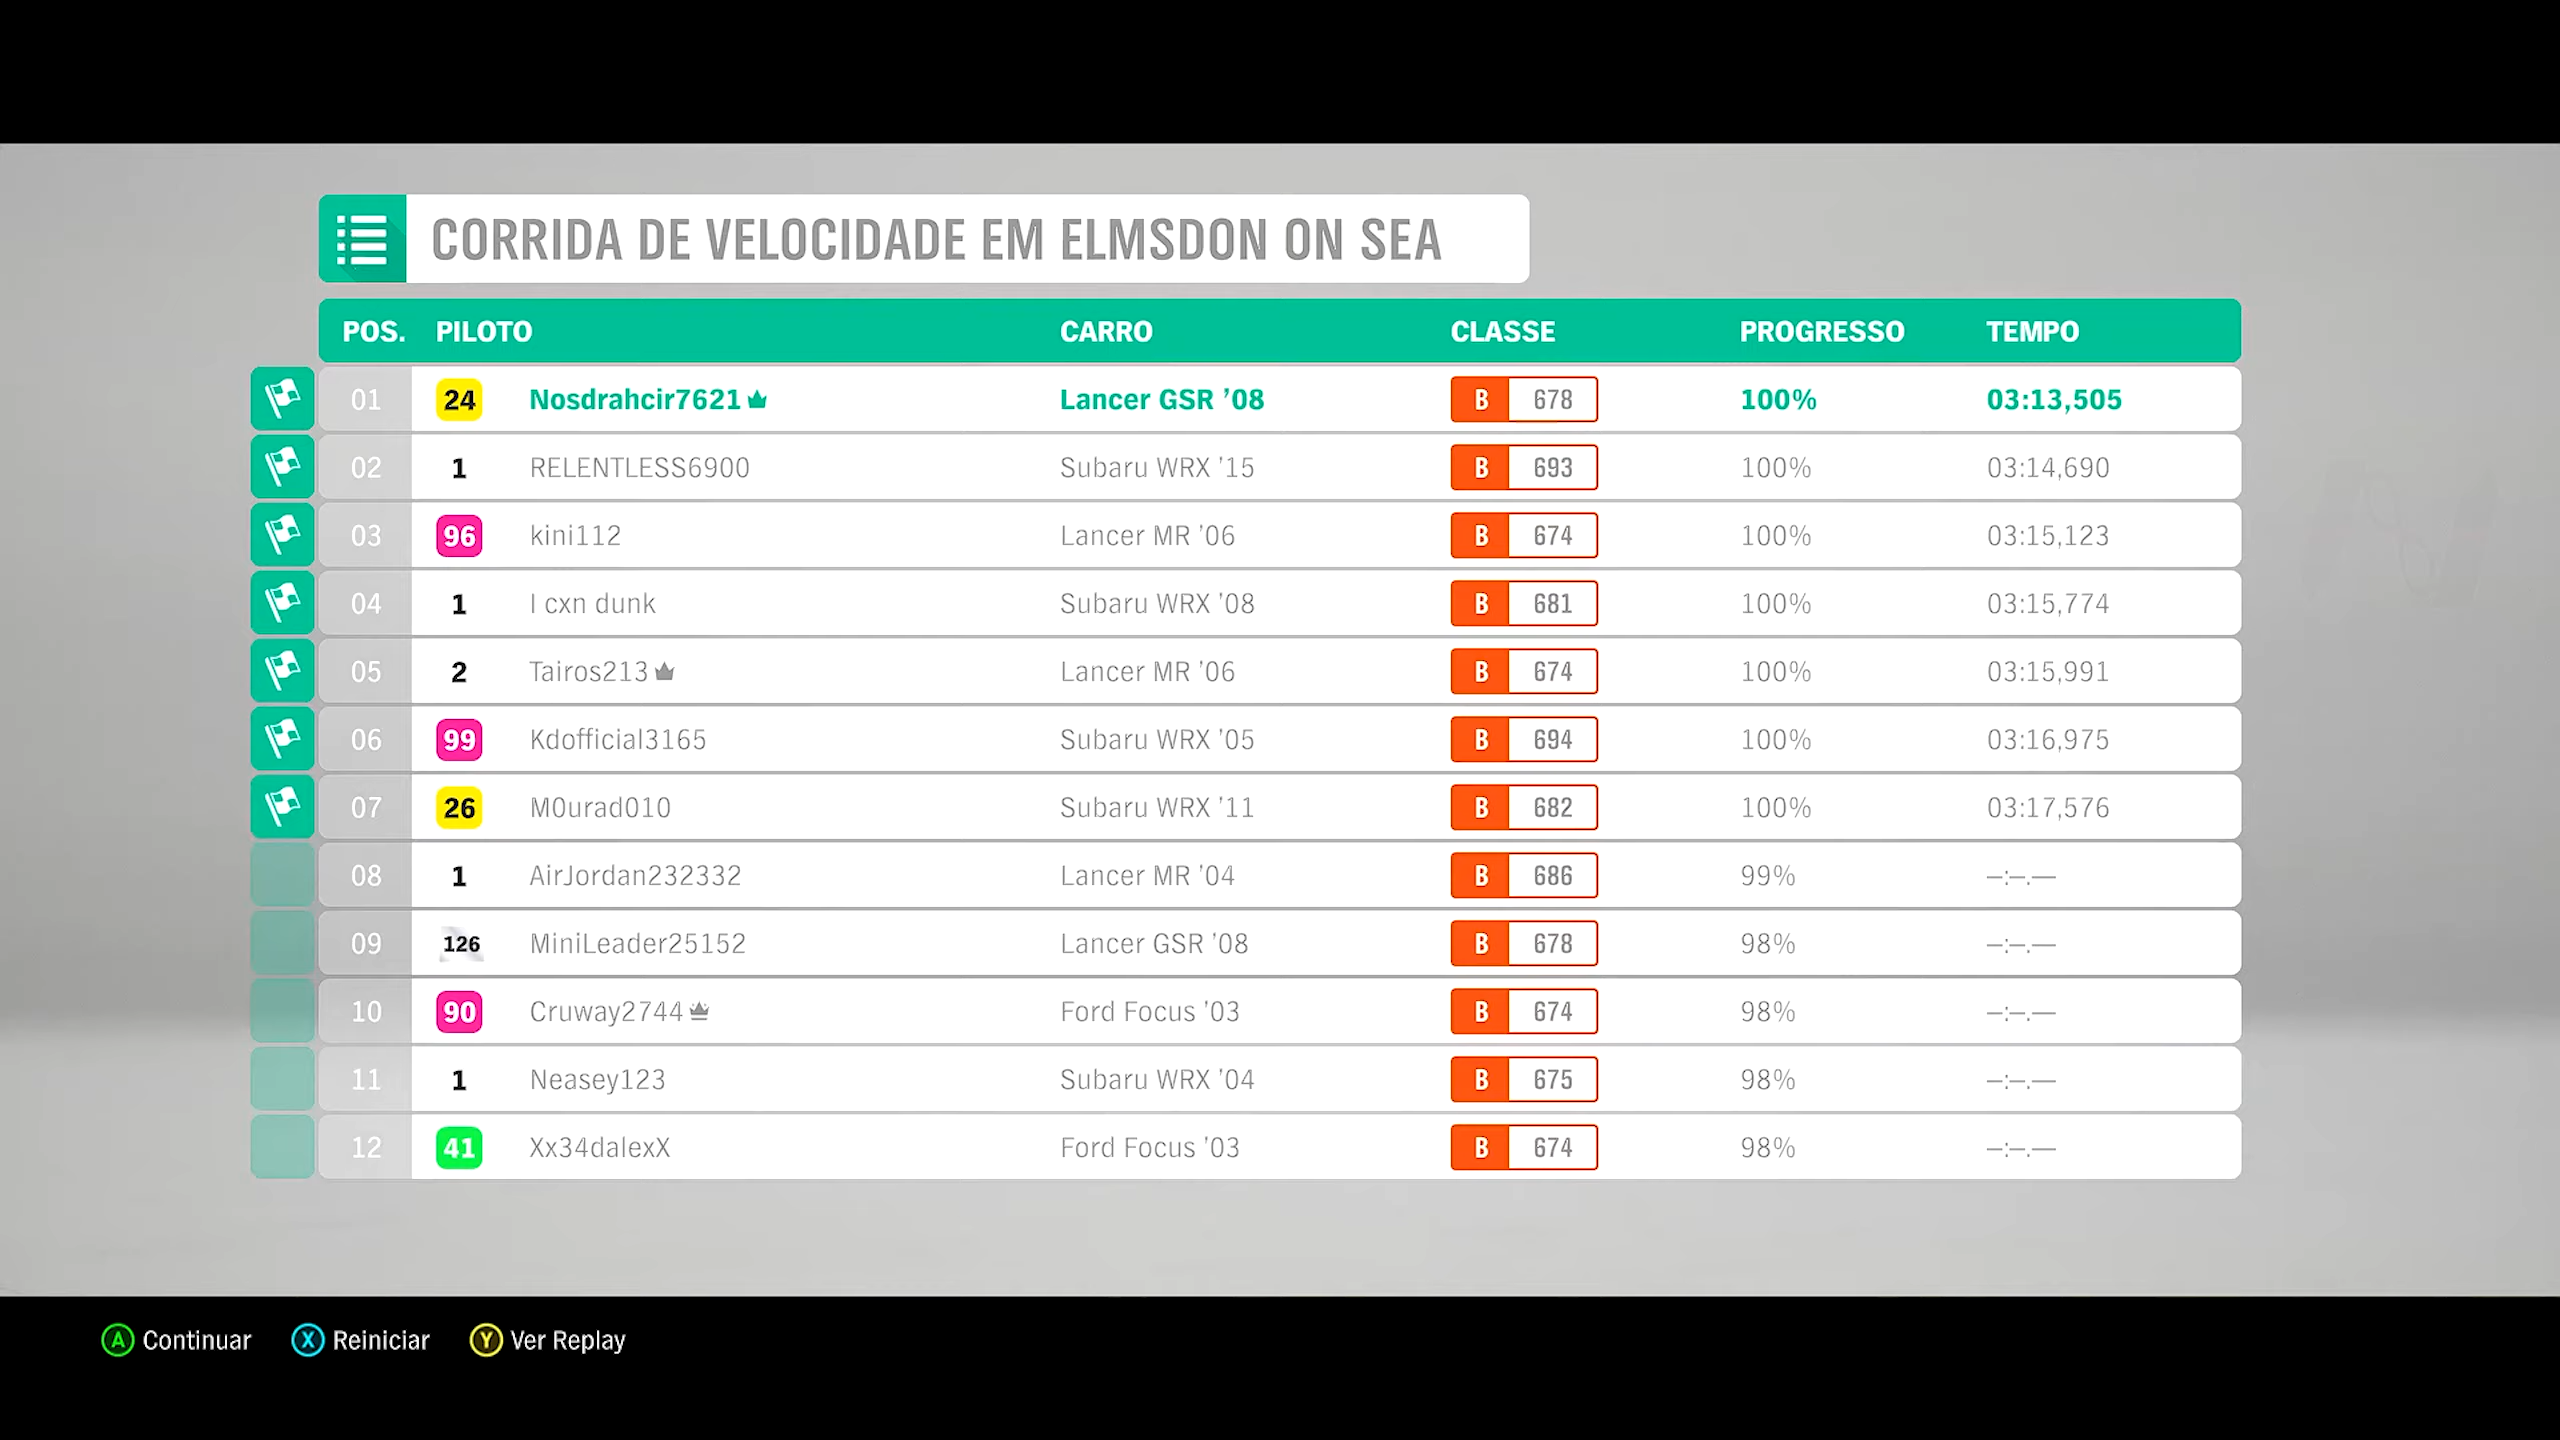 CORRIDA DE VELOCIDADE EM ELMSDON ON SEA
POS. PILOTO CARRO CLASSE PROGRESSO TEMPO
01 24 Nosdrahcir7621 Lancer GSR ’08 B 678 100% 03:13,505
02 1 RELENTLESS6900 Subaru WRX ’15 B 693 100% 03:14,690
03 96 kini112 Lancer MR ’06 B 674 100% 03:15,123
04 1 I cxn dunk Subaru WRX ’08 B 681 100% 03:15,774
05 2 Tairos213 Lancer MR ’06 B 674 100% 03:15,991
06 99 Kdofficial3165 Subaru WRX ’05 B 694 100% 03:16,975
07 26 M0urad010 Subaru WRX ’11 B 682 100% 03:17,576
08 1 AirJordan232332 Lancer MR ’04 B 686 99% –:–.––
09 126 MiniLeader25152 Lancer GSR ’08 B 678 98% –:–.––
10 90 Cruway2744 Ford Focus ’03 B 674 98% –:–.––
11 1 Neasey123 Subaru WRX ’04 B 675 98% –:–.––
12 41 Xx34dalexX Ford Focus ’03 B 674 98% –:–.––
A Continuar X Reiniciar Y Ver Replay